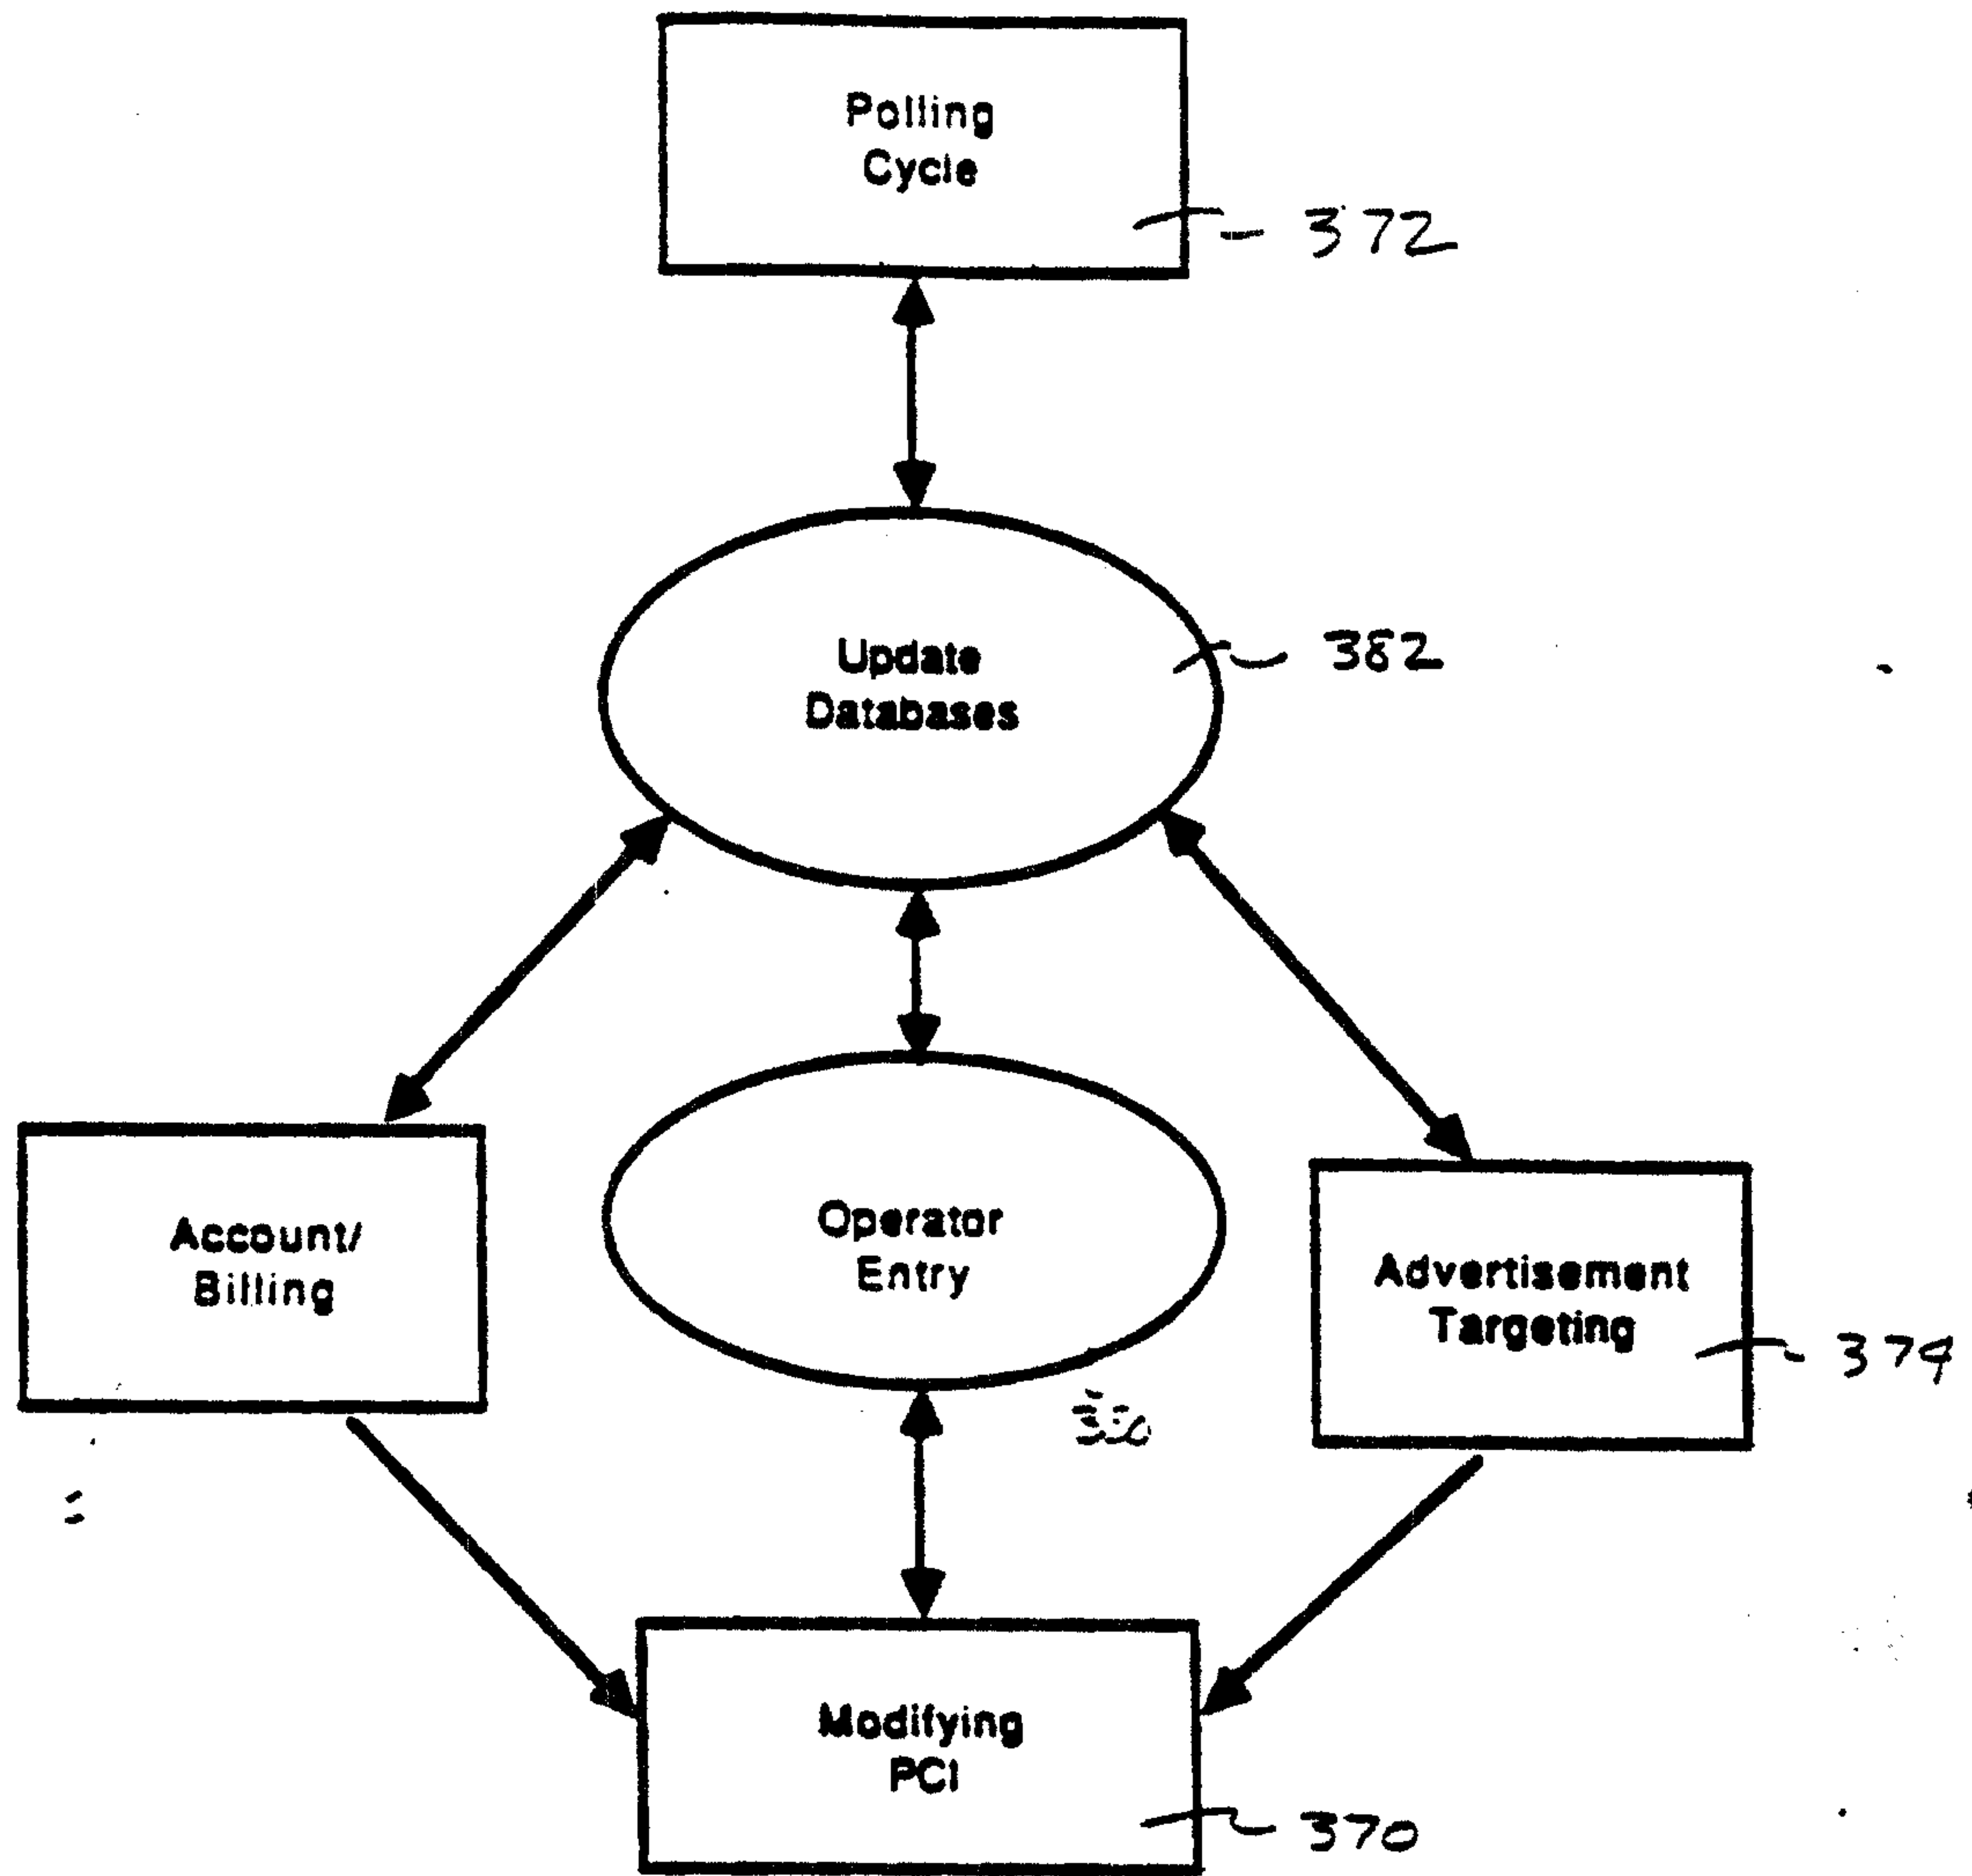 Polling
Cycle
372
Update
Databases
382
Account/
Billing
Operator
Entry
Advertisement
Targeting
374
Modifying
PCI
370